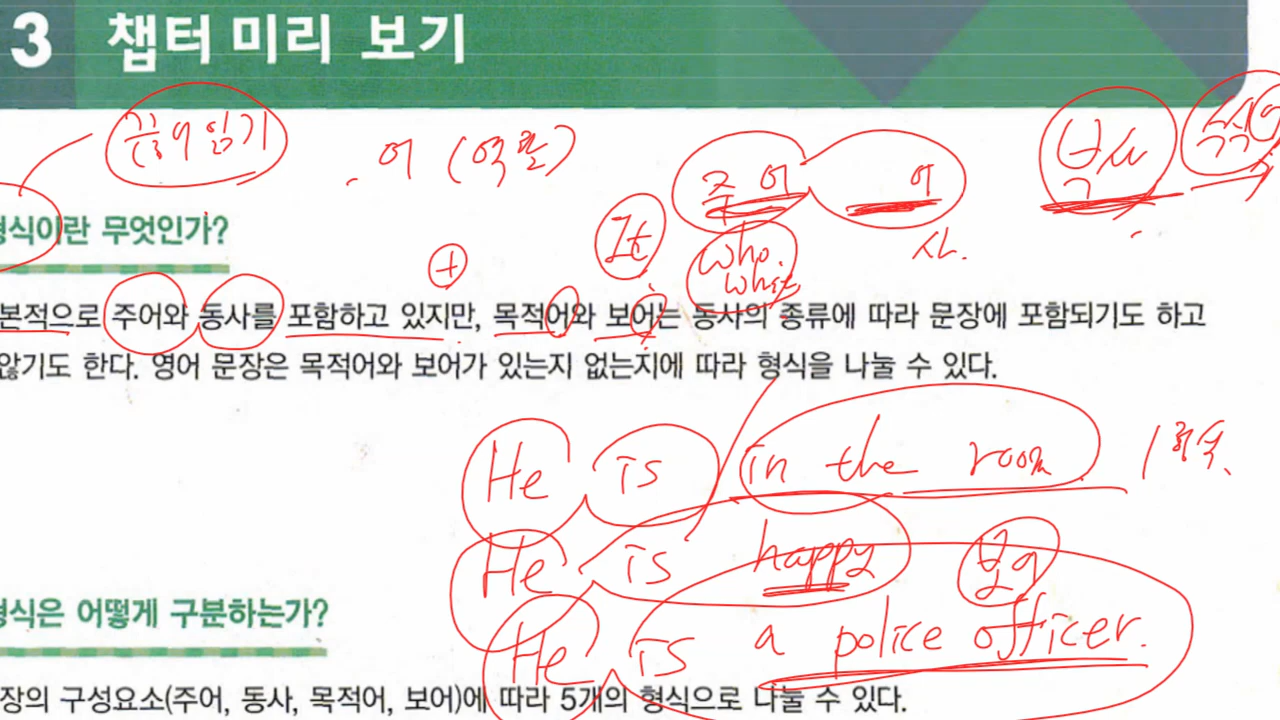 3 챕터 미리 보기
끊어 읽기
어 (역할)
주어 어
부사
수식어
형식이란 무엇인가?
It
who.
what
사.
+
본적으로 주어와 동사를 포함하고 있지만, 목적어와 보어는 동사의 종류에 따라 문장에 포함되기도 하고
않기도 한다. 영어 문장은 목적어와 보어가 있는지 없는지에 따라 형식을 나눌 수 있다.
He is in the room 1형식.
He is happy 보어
He is a police officer.
형식은 어떻게 구분하는가?
장의 구성요소(주어, 동사, 목적어, 보어)에 따라 5개의 형식으로 나눌 수 있다.